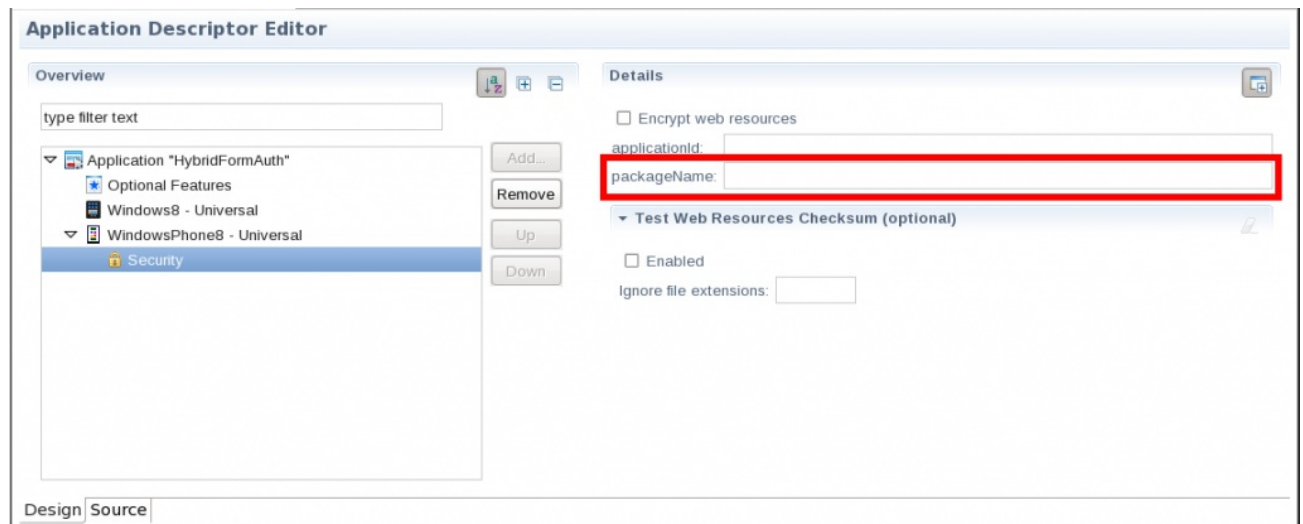 Application Descriptor Editor
Overview
type filter text
Application "HybridFormAuth"
Optional Features
Windows8 - Universal
WindowsPhone8 - Universal
Security
Add...
Remove
Up
Down
Details
Encrypt web resources
applicationId:
packageName:
Test Web Resources Checksum (optional)
Enabled
Ignore file extensions:
Design Source